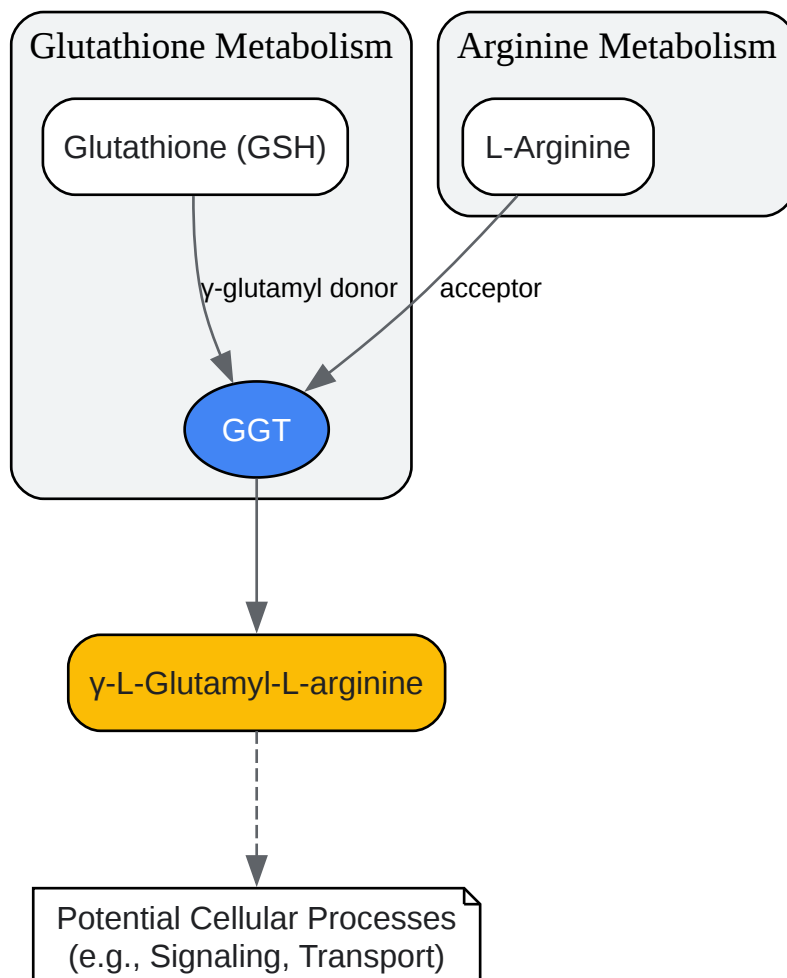 Glutathione Metabolism
Arginine Metabolism
Glutathione (GSH)
L-Arginine
γ-glutamyl donor
acceptor
GGT
γ-L-Glutamyl-L-arginine
Potential Cellular Processes
(e.g., Signaling, Transport)